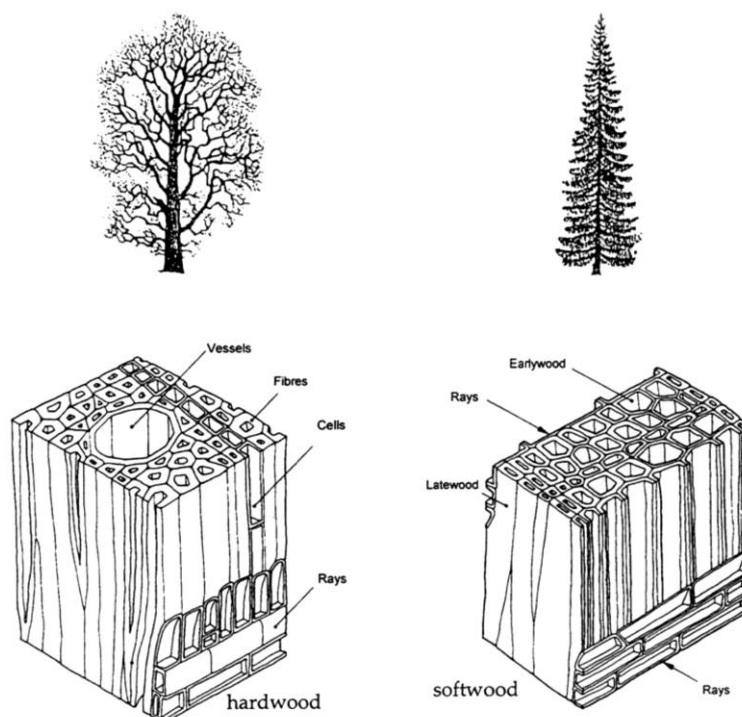 Vessels
Fibres
Cells
Rays
hardwood
Earlywood
Rays
Latewood
softwood
Rays